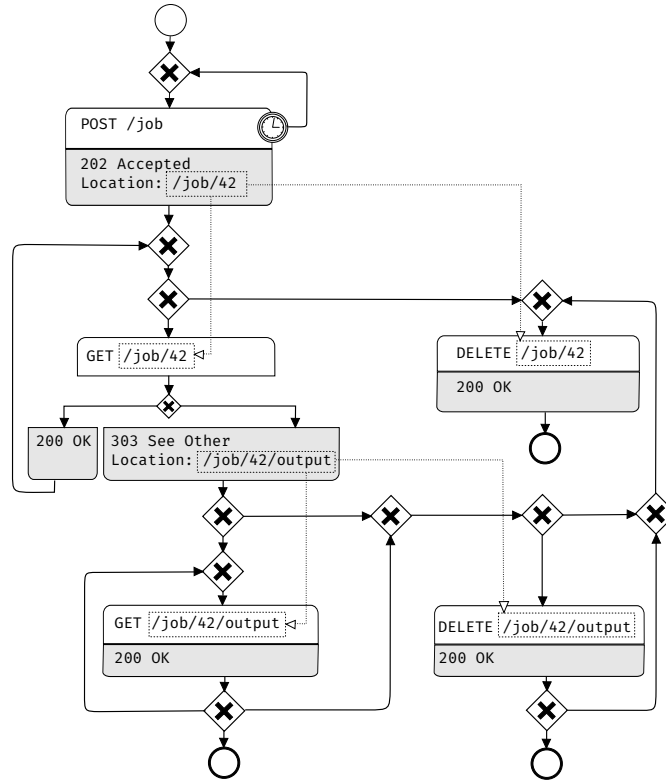 POST /job
202 Accepted
Location: /job/42
GET /job/42
DELETE /job/42
200 OK
200 OK
303 See Other
Location: /job/42/output
GET /job/42/output
200 OK
DELETE /job/42/output
200 OK